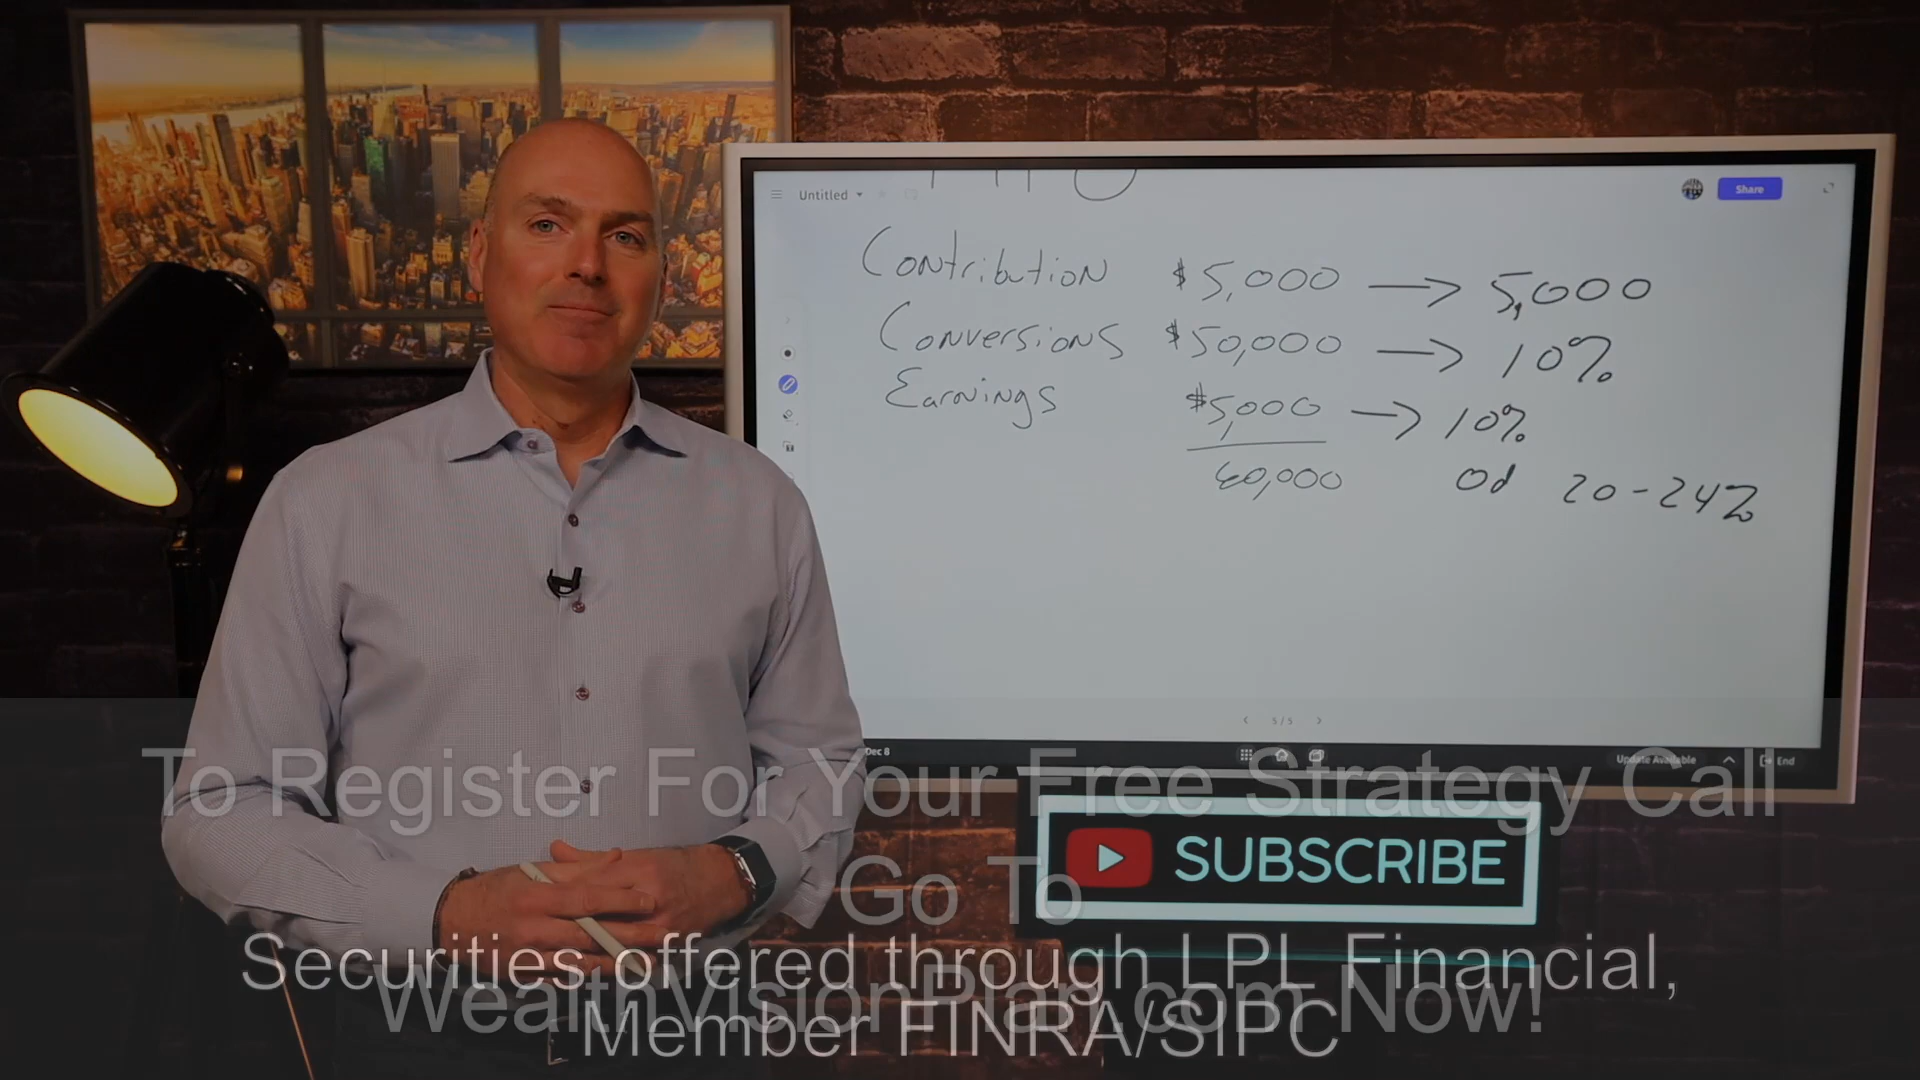 Untitled
Share
Contribution $5,000 → 5,000
Conversions $50,000 → 10%
Earnings $5,000 → 10%
60,000 Od 20-24%
5/5
Dec 8
Update Available
End
To Register For Your Free Strategy Call
Go To
WealthVisionPlan.com Now!
SUBSCRIBE
Securities offered through LPL Financial,
Member FINRA/SIPC